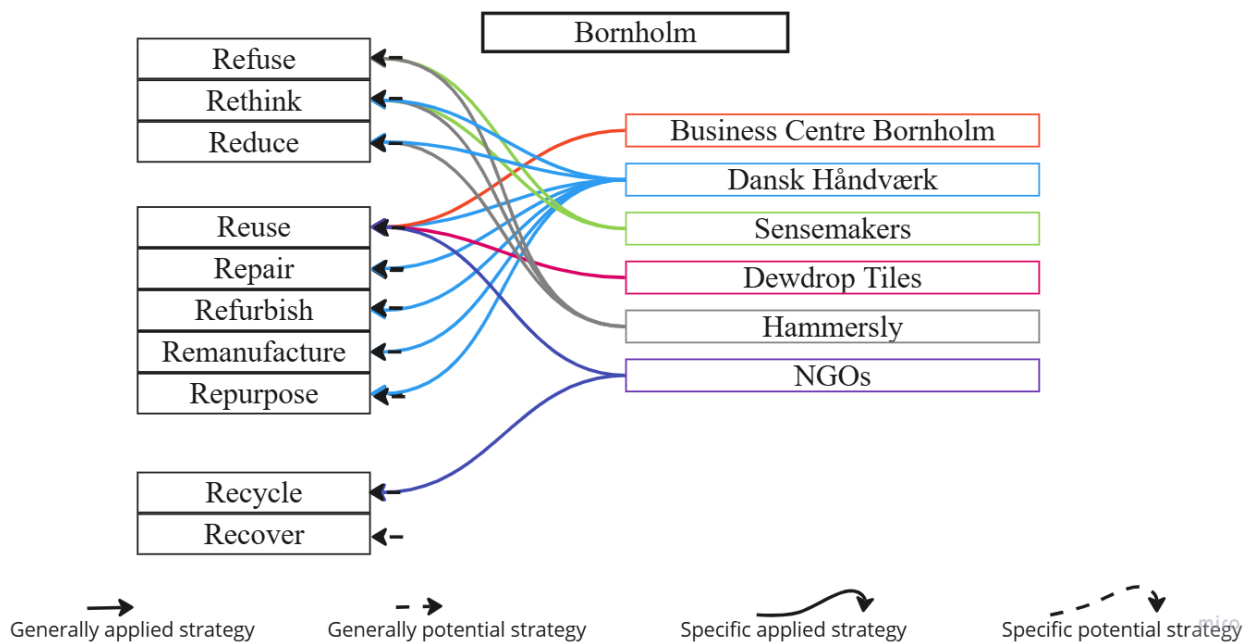 Bornholm
Refuse
Rethink
Reduce
Reuse
Repair
Refurbish
Remanufacture
Repurpose
Recycle
Recover
Business Centre Bornholm
Dansk Håndværk
Sensemakers
Dewdrop Tiles
Hammersly
NGOs
Generally applied strategy
Generally potential strategy
Specific applied strategy
Specific potential strategy
miro